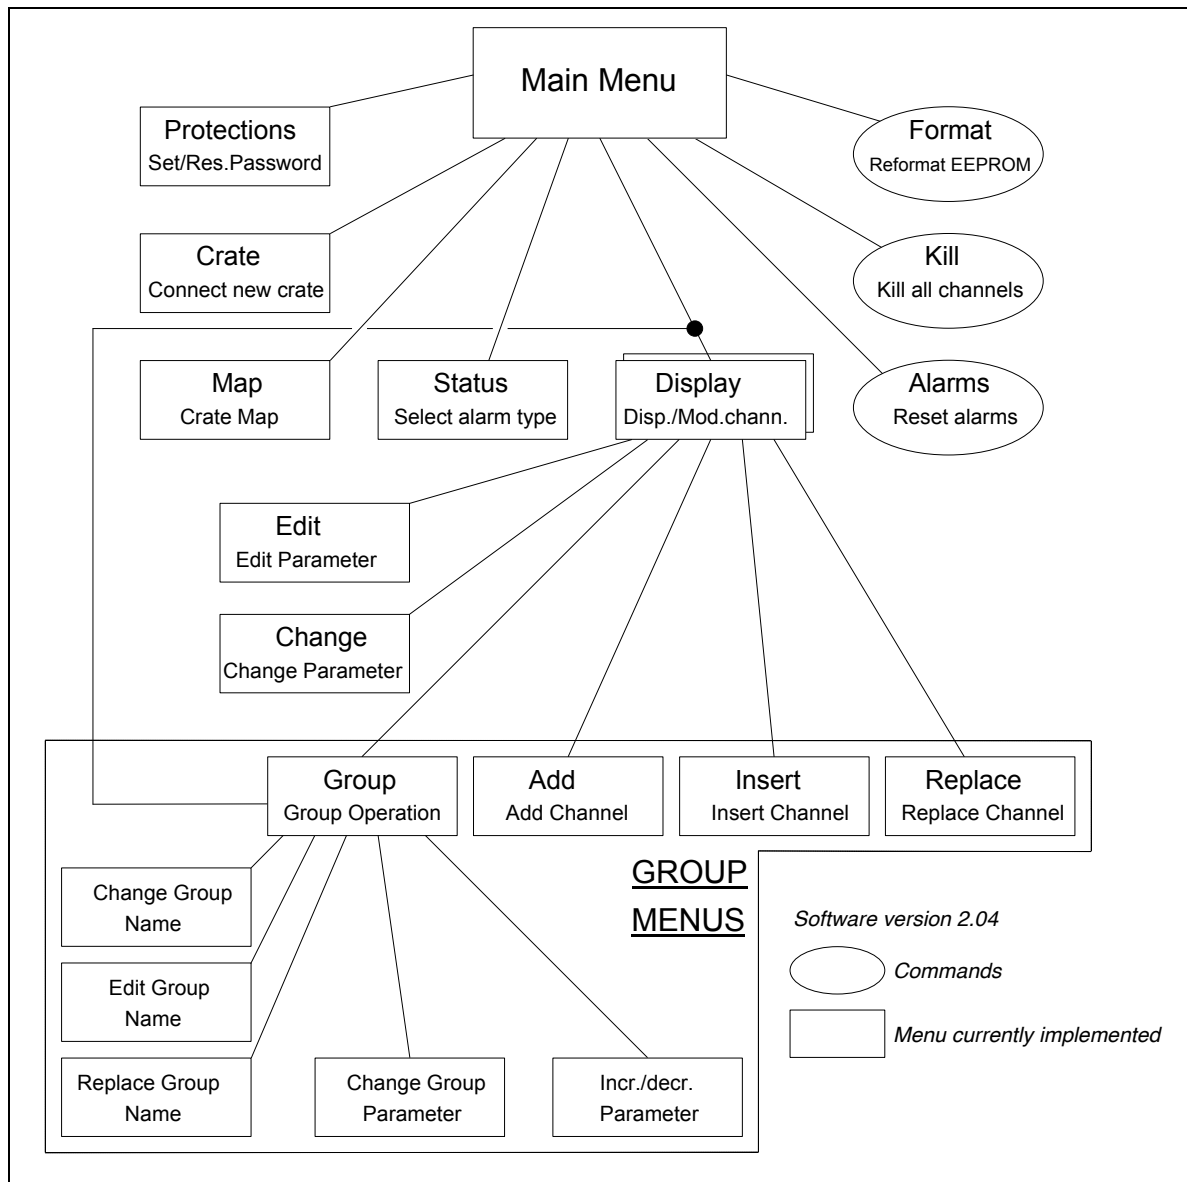 Main Menu
Protections
Set/Res.Password
Format
Reformat EEPROM
Crate
Connect new crate
Kill
Kill all channels
Map
Crate Map
Status
Select alarm type
Display
Disp./Mod.chann.
Alarms
Reset alarms
Edit
Edit Parameter
Change
Change Parameter
Group
Group Operation
Add
Add Channel
Insert
Insert Channel
Replace
Replace Channel
GROUP
MENUS
Change Group
Name
Edit Group
Name
Replace Group
Name
Change Group
Parameter
Incr./decr.
Parameter
Software version 2.04
Commands
Menu currently implemented